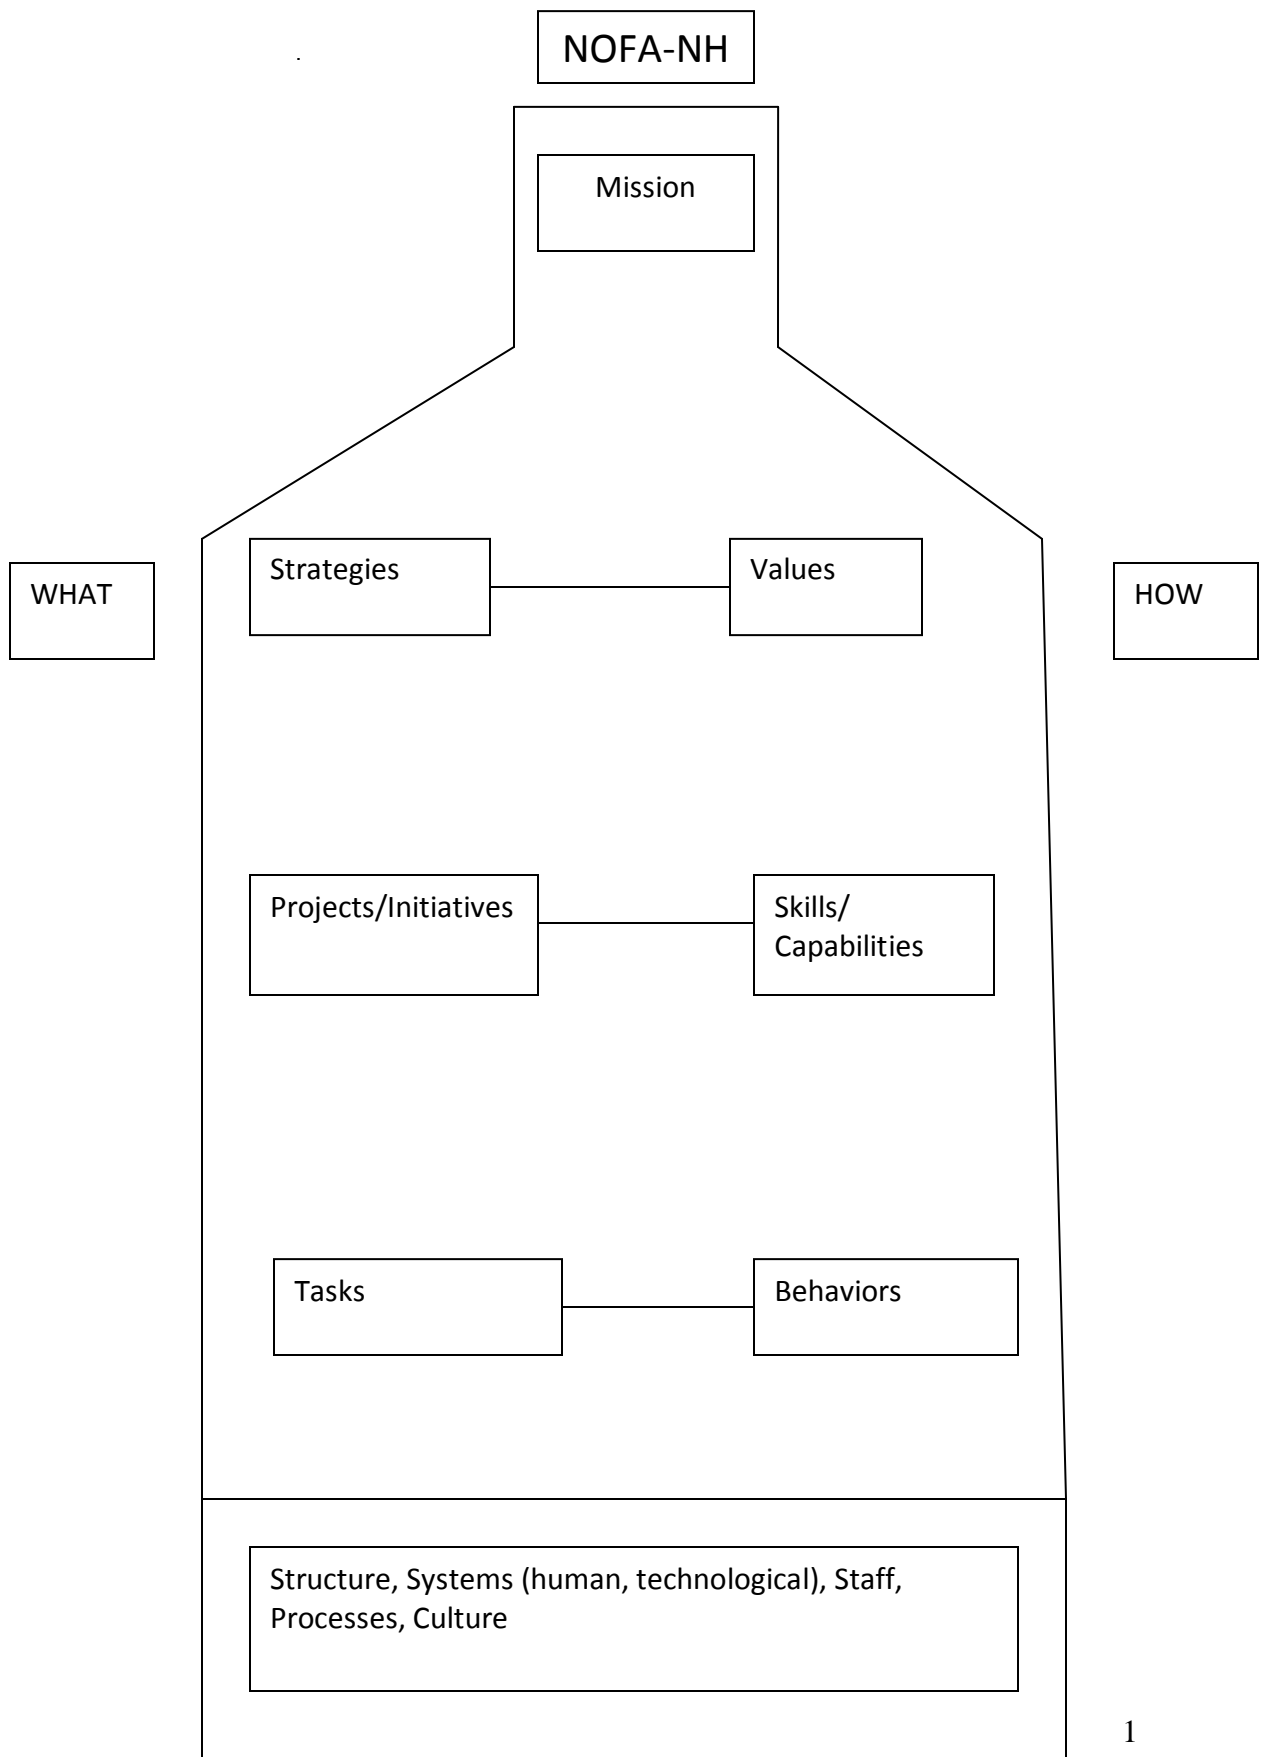 NOFA-NH
Mission
Strategies
Values
WHAT
HOW
Projects/Initiatives
Skills/
Capabilities
Tasks
Behaviors
Structure, Systems (human, technological), Staff,
Processes, Culture
1